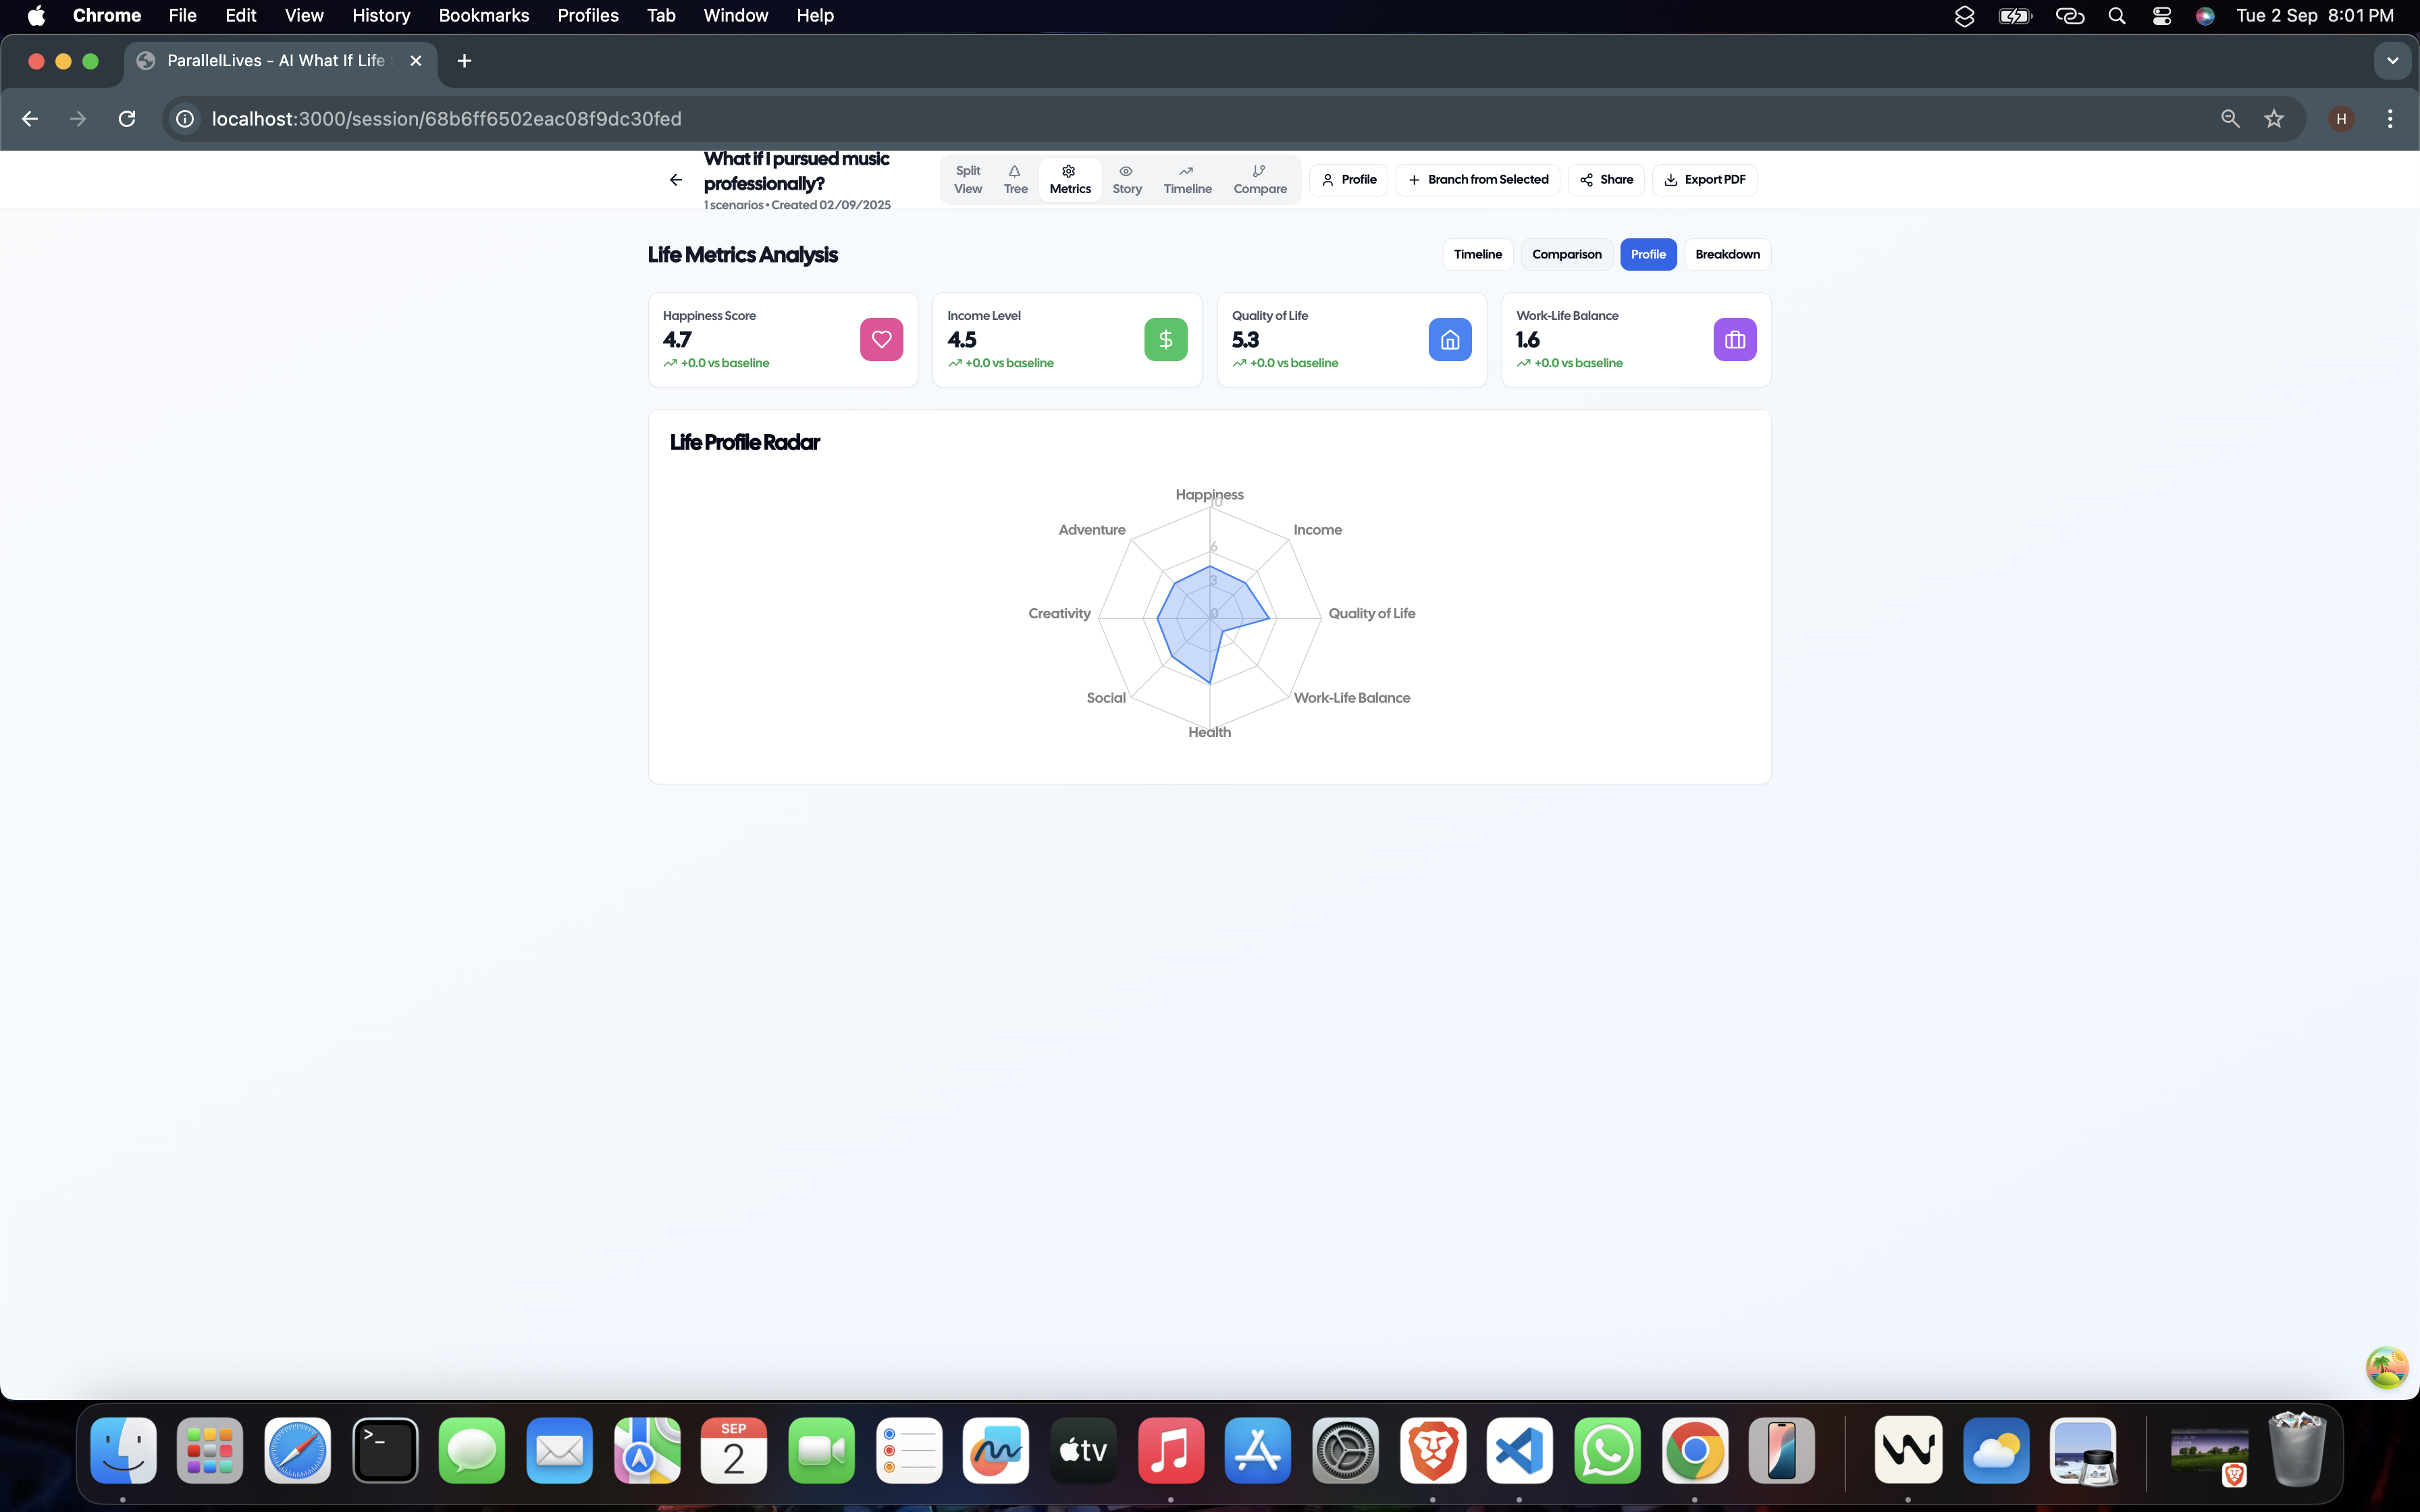 Chrome File Edit View History Bookmarks Profiles Tab Window Help Tue 2 Sep 8:01 PM
ParallelLives - AI What If Life
localhost:3000/session/68b6ff6502eac08f9dc30fed H
What if I pursued music
professionally?
1 scenarios • Created 02/09/2025
Split
View
Tree
Metrics
Story
Timeline
Compare
Profile
Branch from Selected
Share
Export PDF
Life Metrics Analysis
Timeline Comparison Profile Breakdown
Happiness Score
4.7
+0.0 vs baseline
Income Level
4.5
+0.0 vs baseline
Quality of Life
5.3
+0.0 vs baseline
Work-Life Balance
1.6
+0.0 vs baseline
Life Profile Radar
Happiness
10
Adventure
Income
6
3
Creativity
0
Quality of Life
Social
Work-Life Balance
Health
SEP
2
tv